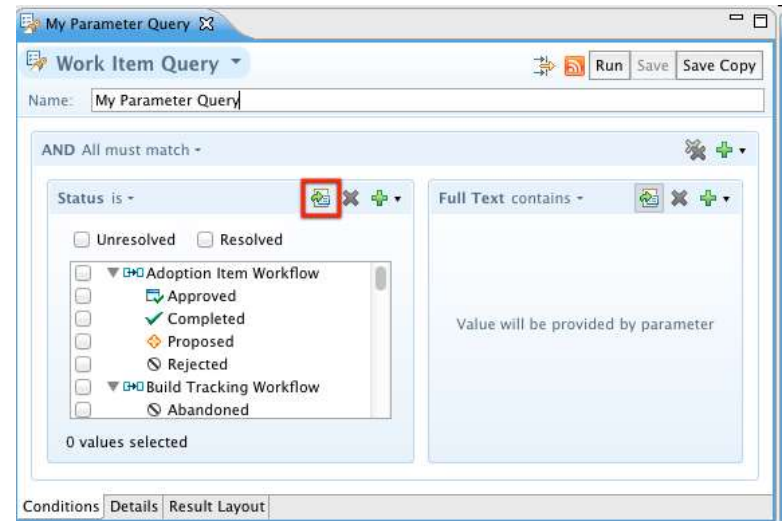 My Parameter Query
Work Item Query
Run Save Save Copy
Name: My Parameter Query
AND All must match
Status is
Unresolved Resolved
Adoption Item Workflow
Approved
Completed
Proposed
Rejected
Build Tracking Workflow
Abandoned
0 values selected
Full Text contains
Value will be provided by parameter
Conditions Details Result Layout